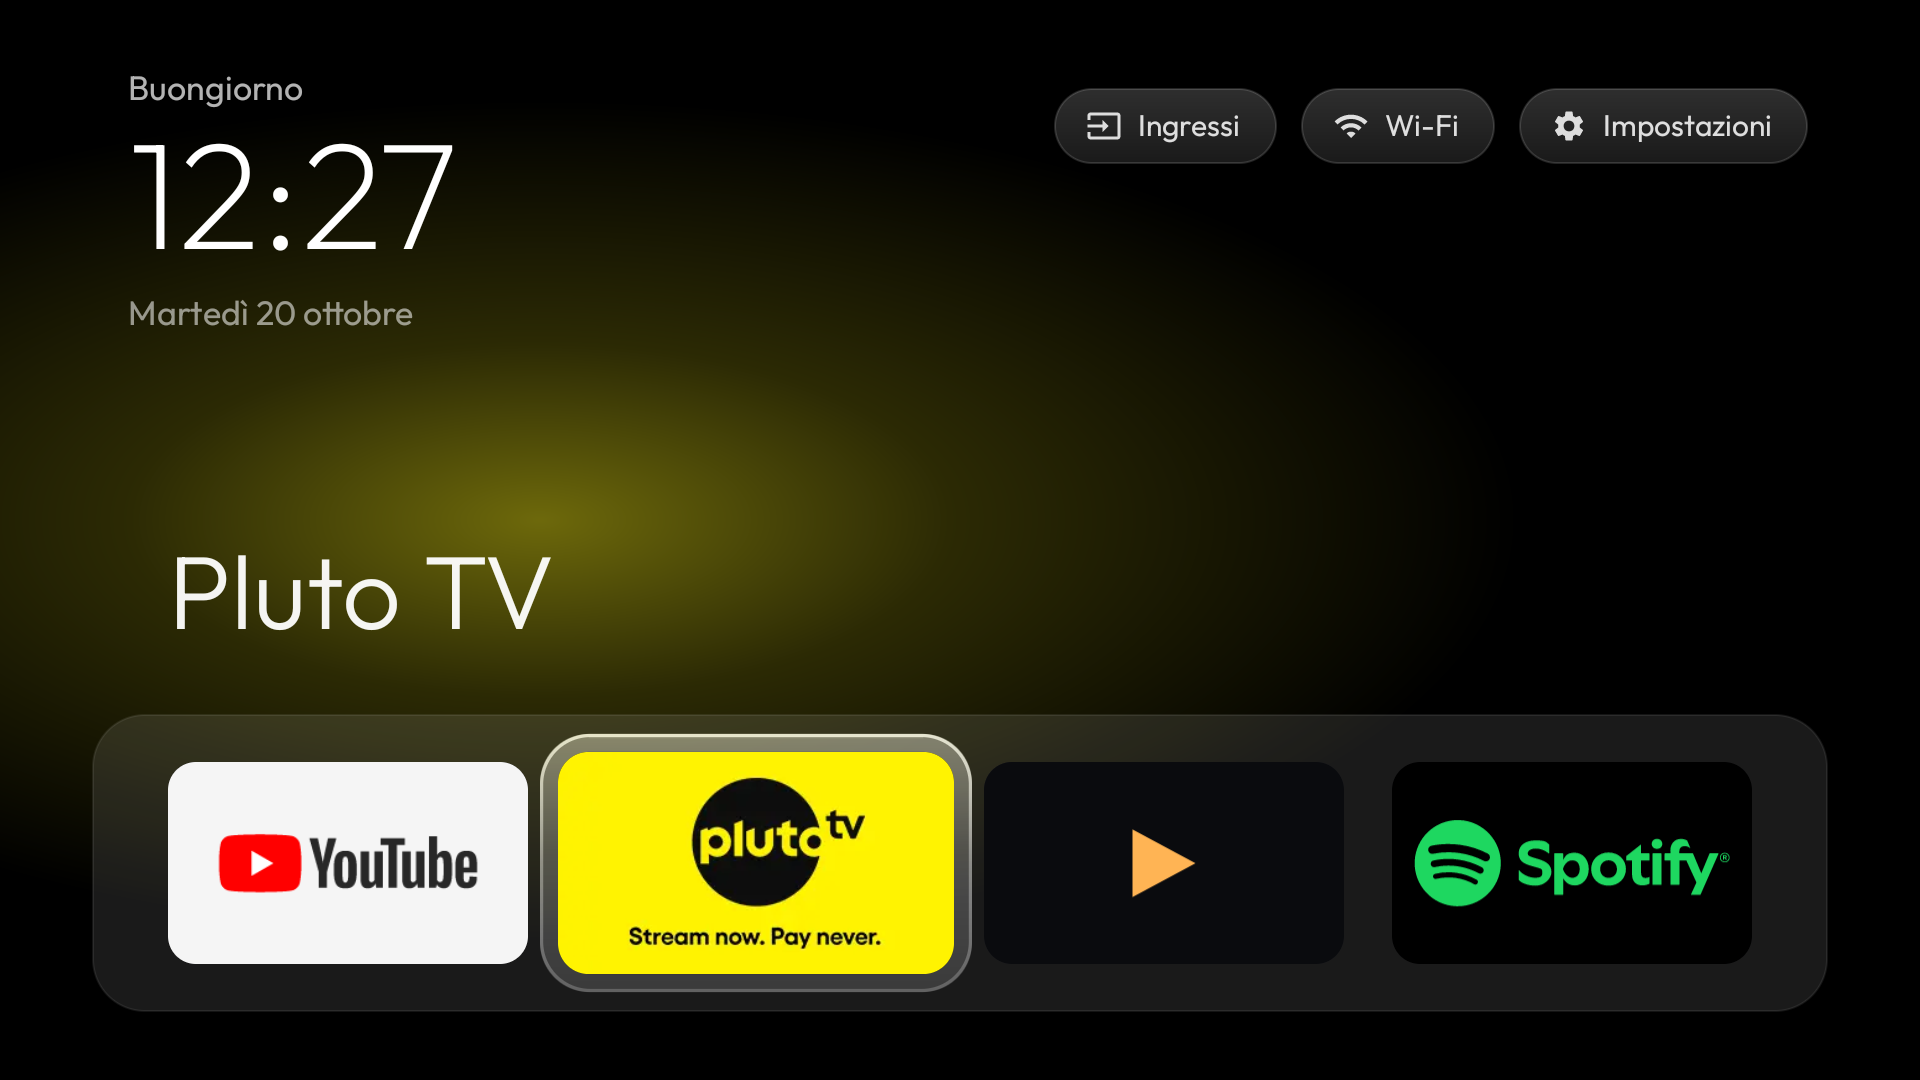 Buongiorno
12:27
Martedì 20 ottobre
Ingressi
Wi-Fi
Impostazioni
Pluto TV
YouTube
pluto tv
Stream now. Pay never.
Spotify®